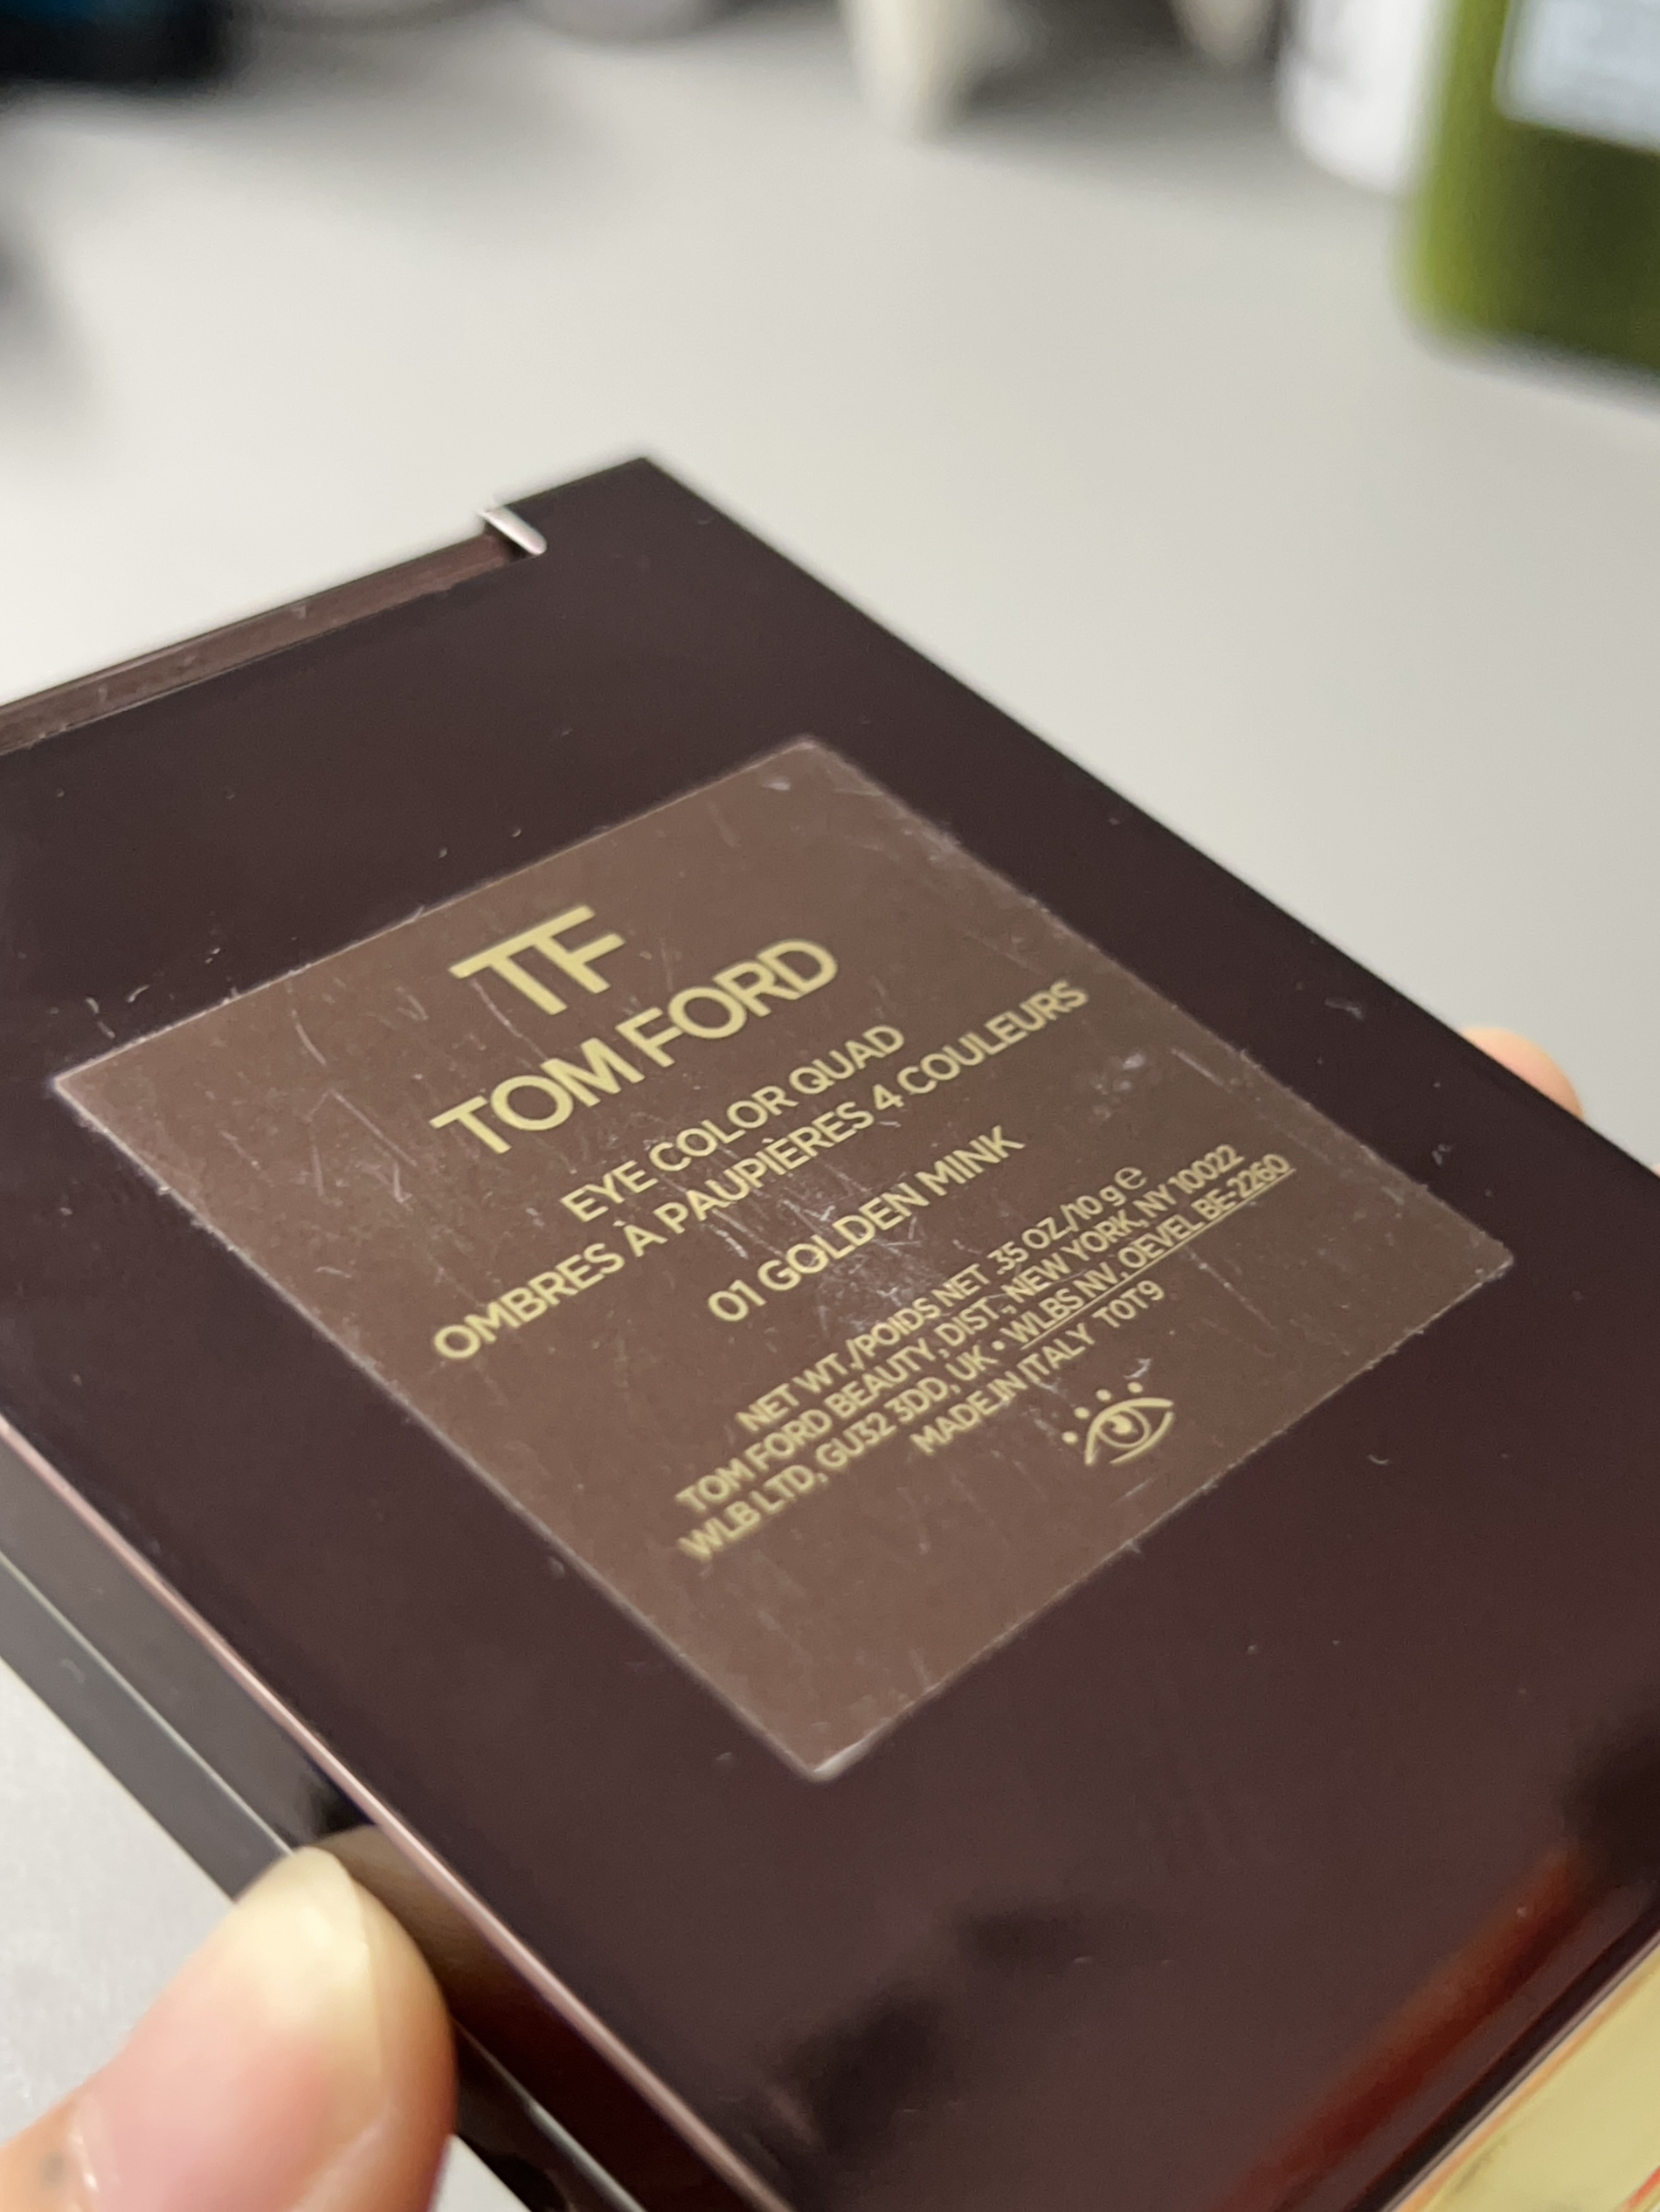 TF
TOM FORD
EYE COLOR QUAD
OMBRES À PAUPIÈRES 4 COULEURS
01 GOLDEN MINK
NET WT./POIDS NET .35 OZ./10 g ℮
TOM FORD BEAUTY, DIST., NEW YORK, NY 10022
WLB LTD, GU32 3DD, UK • WLBS NV, OEVEL BE-2260
MADE IN ITALY T0T9